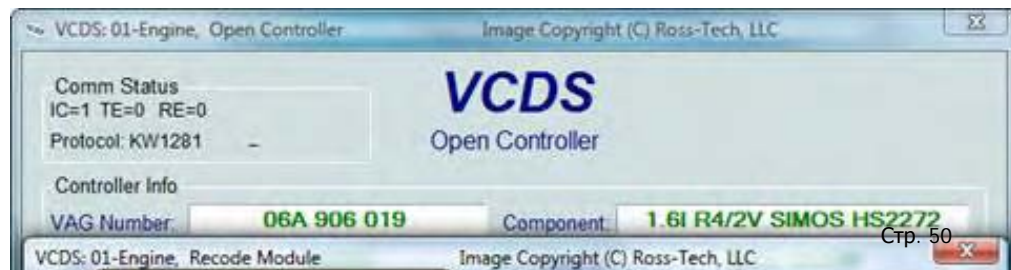 VCDS: 01-Engine, Open Controller Image Copyright (C) Ross-Tech, LLC
Comm Status
IC=1 TE=0 RE=0
Protocol: KW1281 -
VCDS
Open Controller
Controller Info
VAG Number: 06A 906 019 Component: 1.6l R4/2V SIMOS HS2272
Стр. 50
VCDS: 01-Engine, Recode Module Image Copyright (C) Ross-Tech, LLC